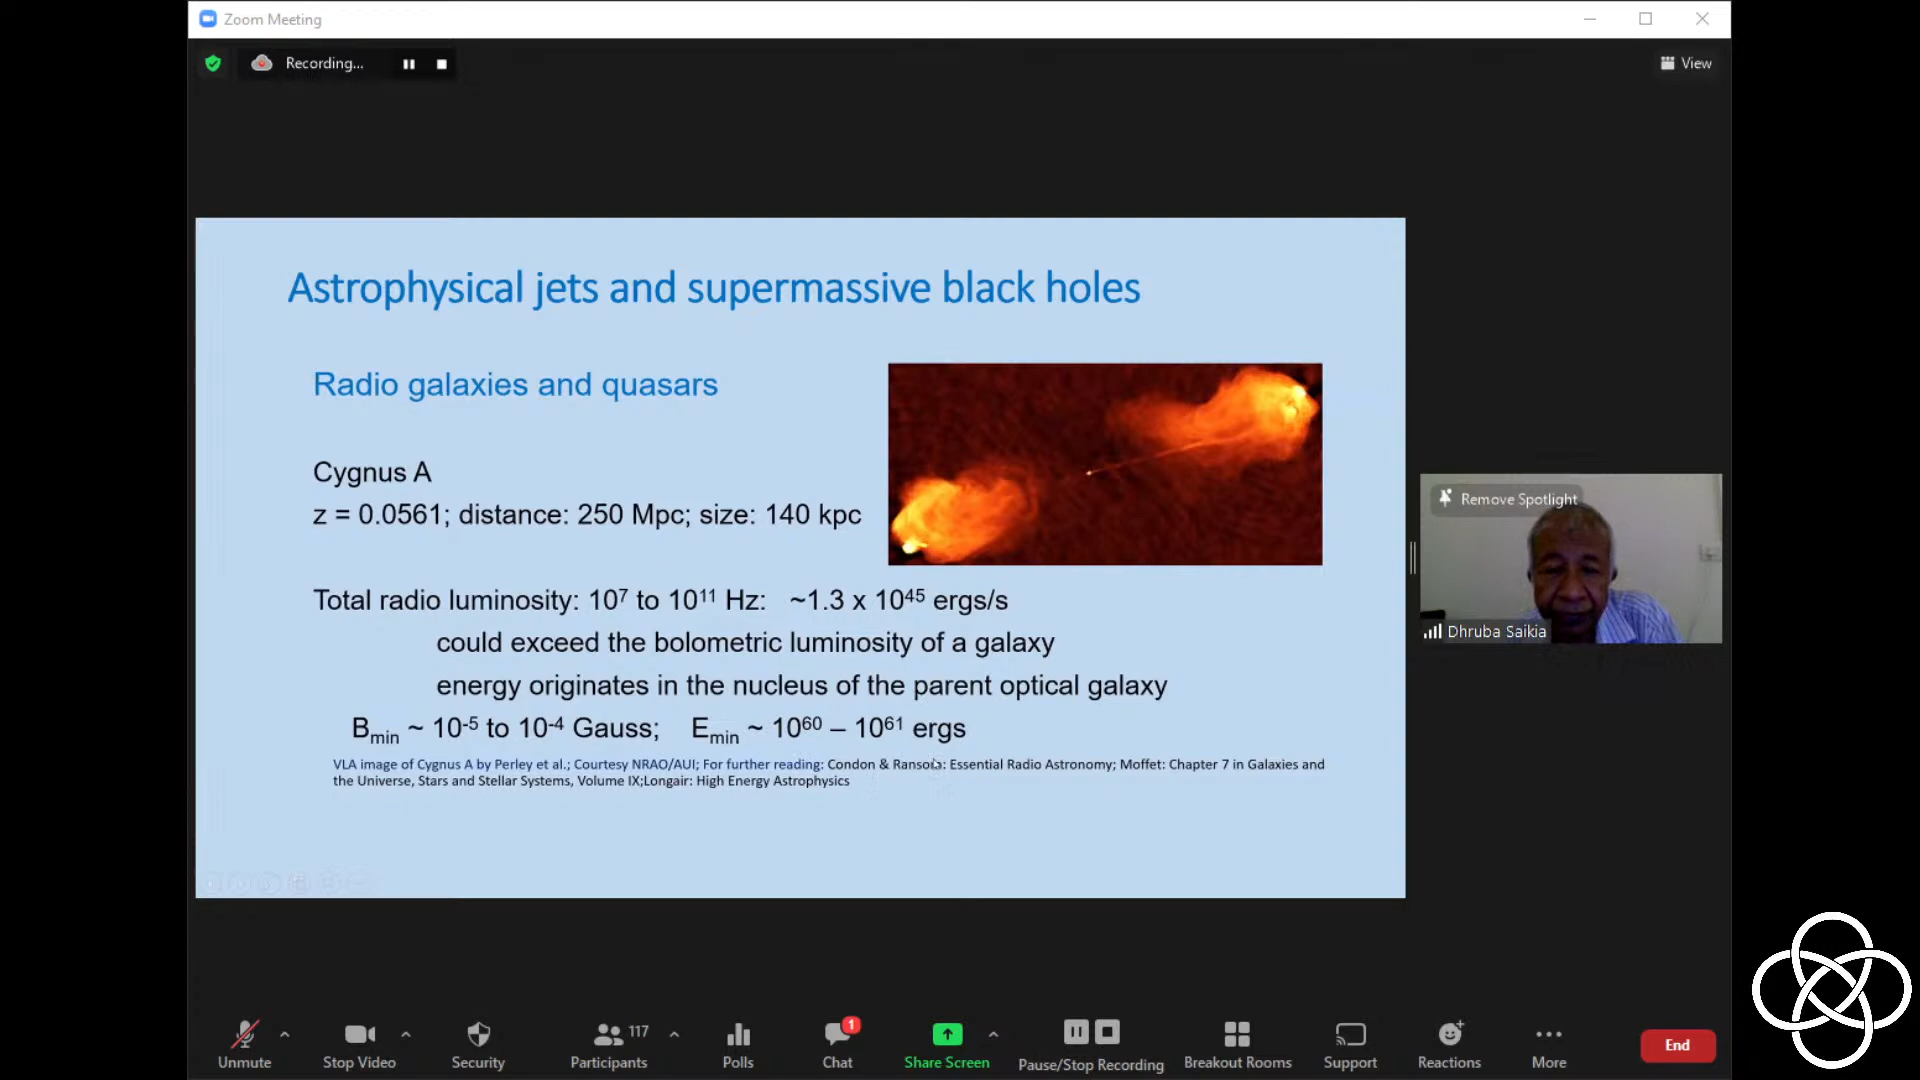 Zoom Meeting
Recording...
View
Astrophysical jets and supermassive black holes
Radio galaxies and quasars
Cygnus A
z = 0.0561; distance: 250 Mpc; size: 140 kpc
Total radio luminosity: 10⁷ to 10¹¹ Hz: ~1.3 x 10⁴⁵ ergs/s
could exceed the bolometric luminosity of a galaxy
energy originates in the nucleus of the parent optical galaxy
Bmin ~ 10⁻⁵ to 10⁻⁴ Gauss; Emin ~ 10⁶⁰ – 10⁶¹ ergs
VLA image of Cygnus A by Perley et al.; Courtesy NRAO/AUI; For further reading: Condon & Ransom: Essential Radio Astronomy; Moffet: Chapter 7 in Galaxies and
the Universe, Stars and Stellar Systems, Volume IX;Longair: High Energy Astrophysics
Remove Spotlight
Dhruba Saikia
Unmute
Stop Video
Security
117
Participants
Polls
1
Chat
Share Screen
Pause/Stop Recording
Breakout Rooms
Support
Reactions
More
End